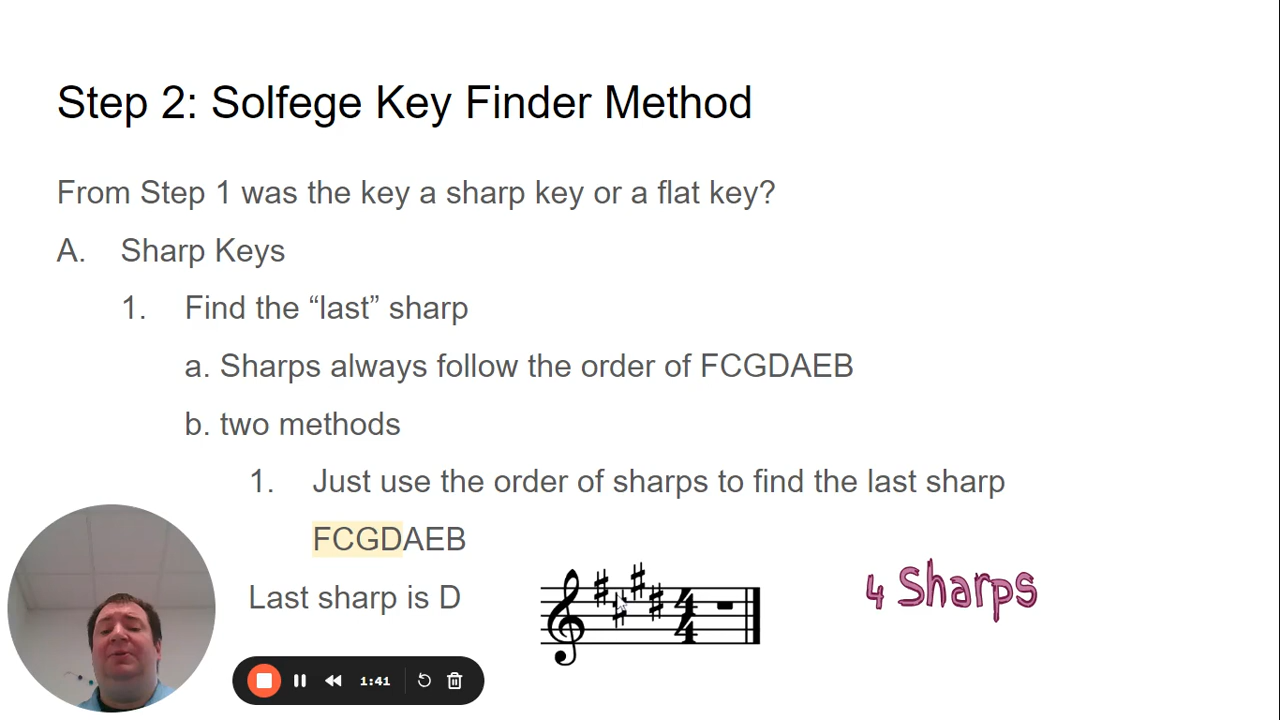 Step 2: Solfege Key Finder Method
From Step 1 was the key a sharp key or a flat key?
A. Sharp Keys
1. Find the “last” sharp
a. Sharps always follow the order of FCGDAEB
b. two methods
1. Just use the order of sharps to find the last sharp
FCGDAEB
Last sharp is D
4
4
4 Sharps
1:41